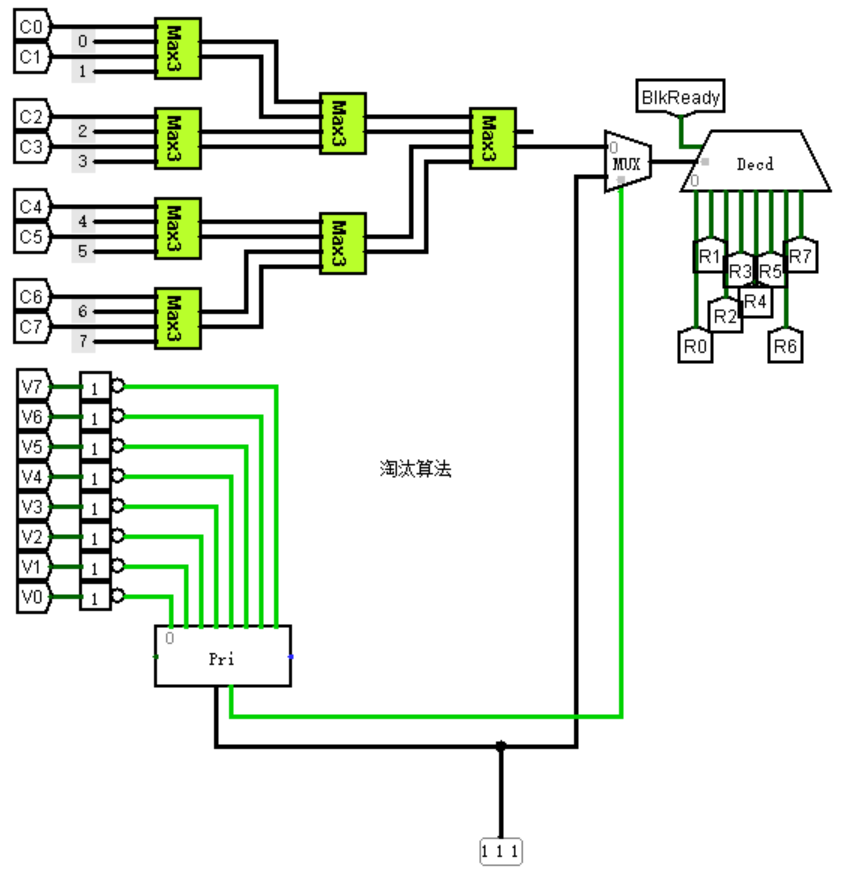 C0
0
C1
1
Max3
C2
2
C3
3
Max3
C4
4
C5
5
Max3
C6
6
C7
7
Max3
Max3
Max3
Max3
0
MUX
BlkReady
Decd
0
R1
R3
R5
R7
R4
R2
R0
R6
V7
1
V6
1
V5
1
V4
1
V3
1
V2
1
V1
1
V0
1
淘汰算法
0
Pri
1 1 1